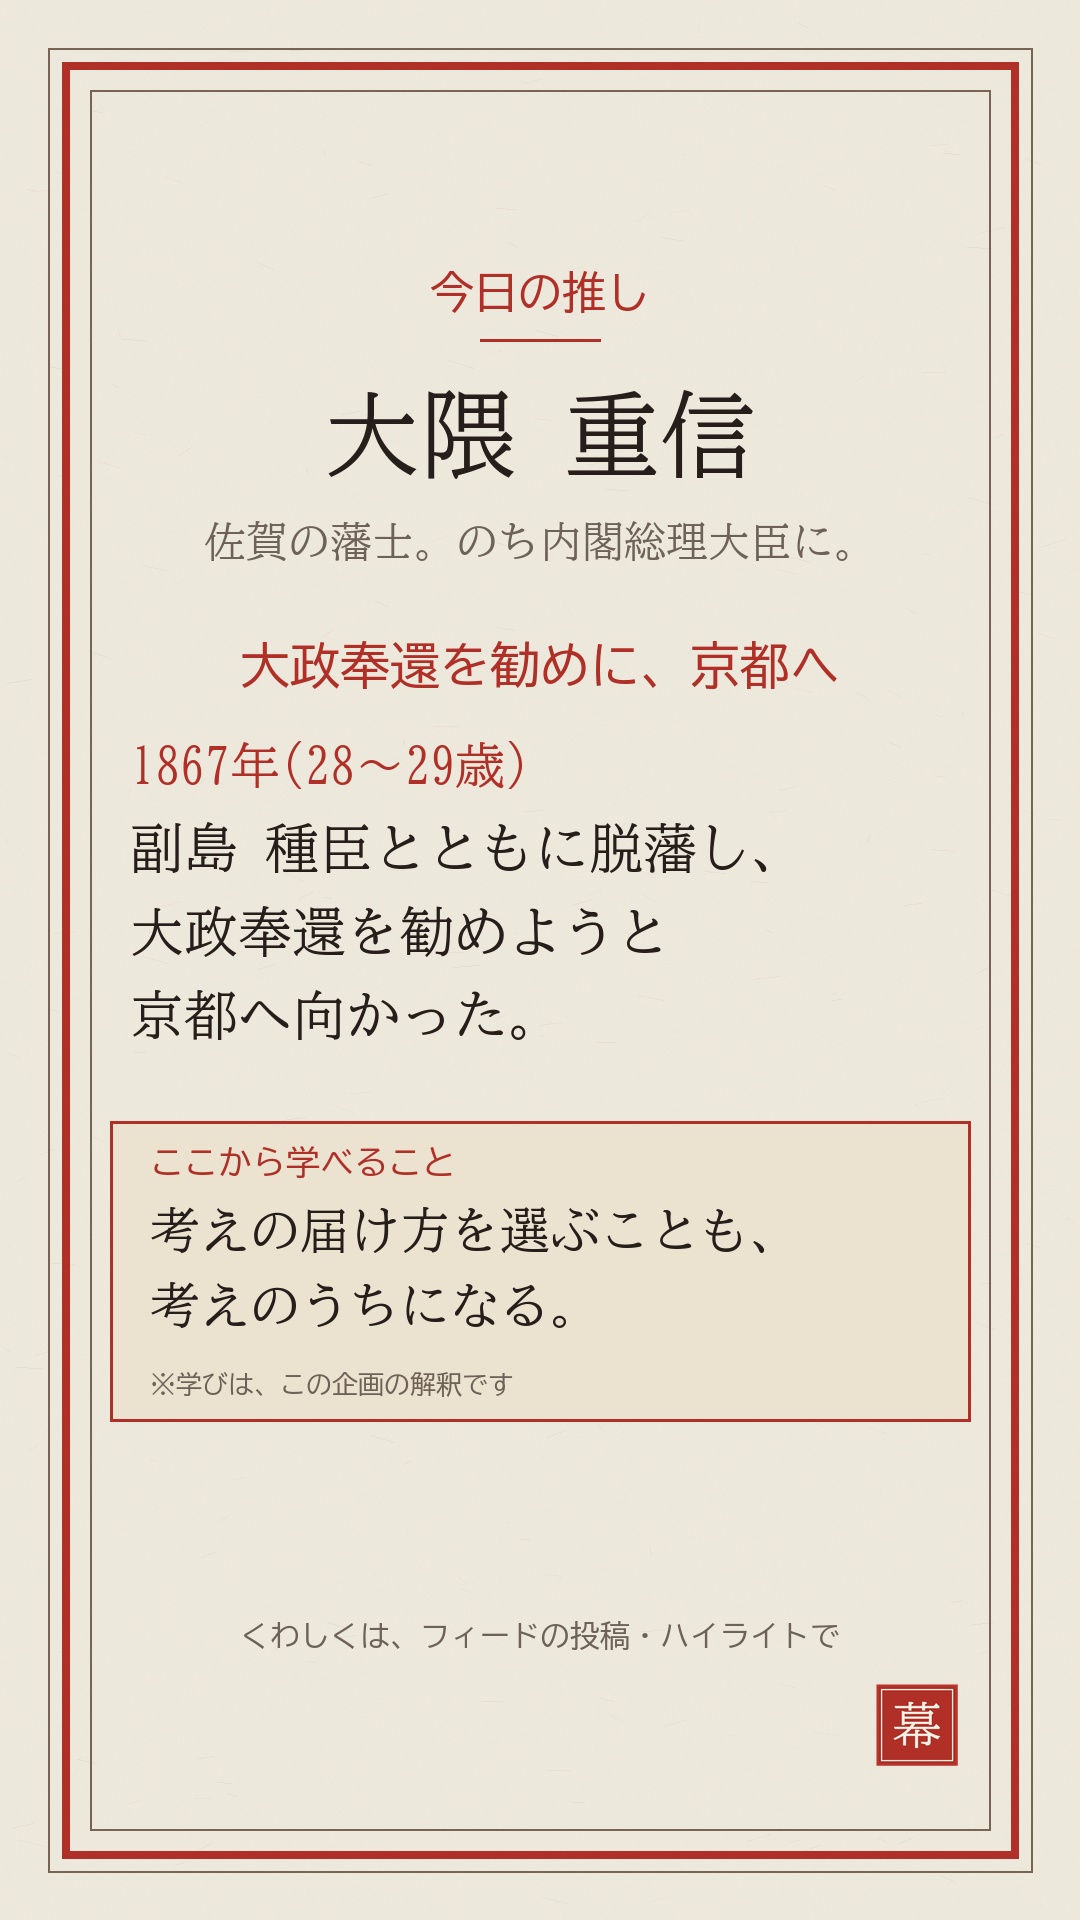 今日の推し
大隈 重信
佐賀の藩士。のち内閣総理大臣に。
大政奉還を勧めに、京都へ
1867年(28〜29歳)
副島 種臣とともに脱藩し、
大政奉還を勧めようと
京都へ向かった。
ここから学べること
考えの届け方を選ぶことも、
考えのうちになる。
※学びは、この企画の解釈です
くわしくは、フィードの投稿・ハイライトで
幕